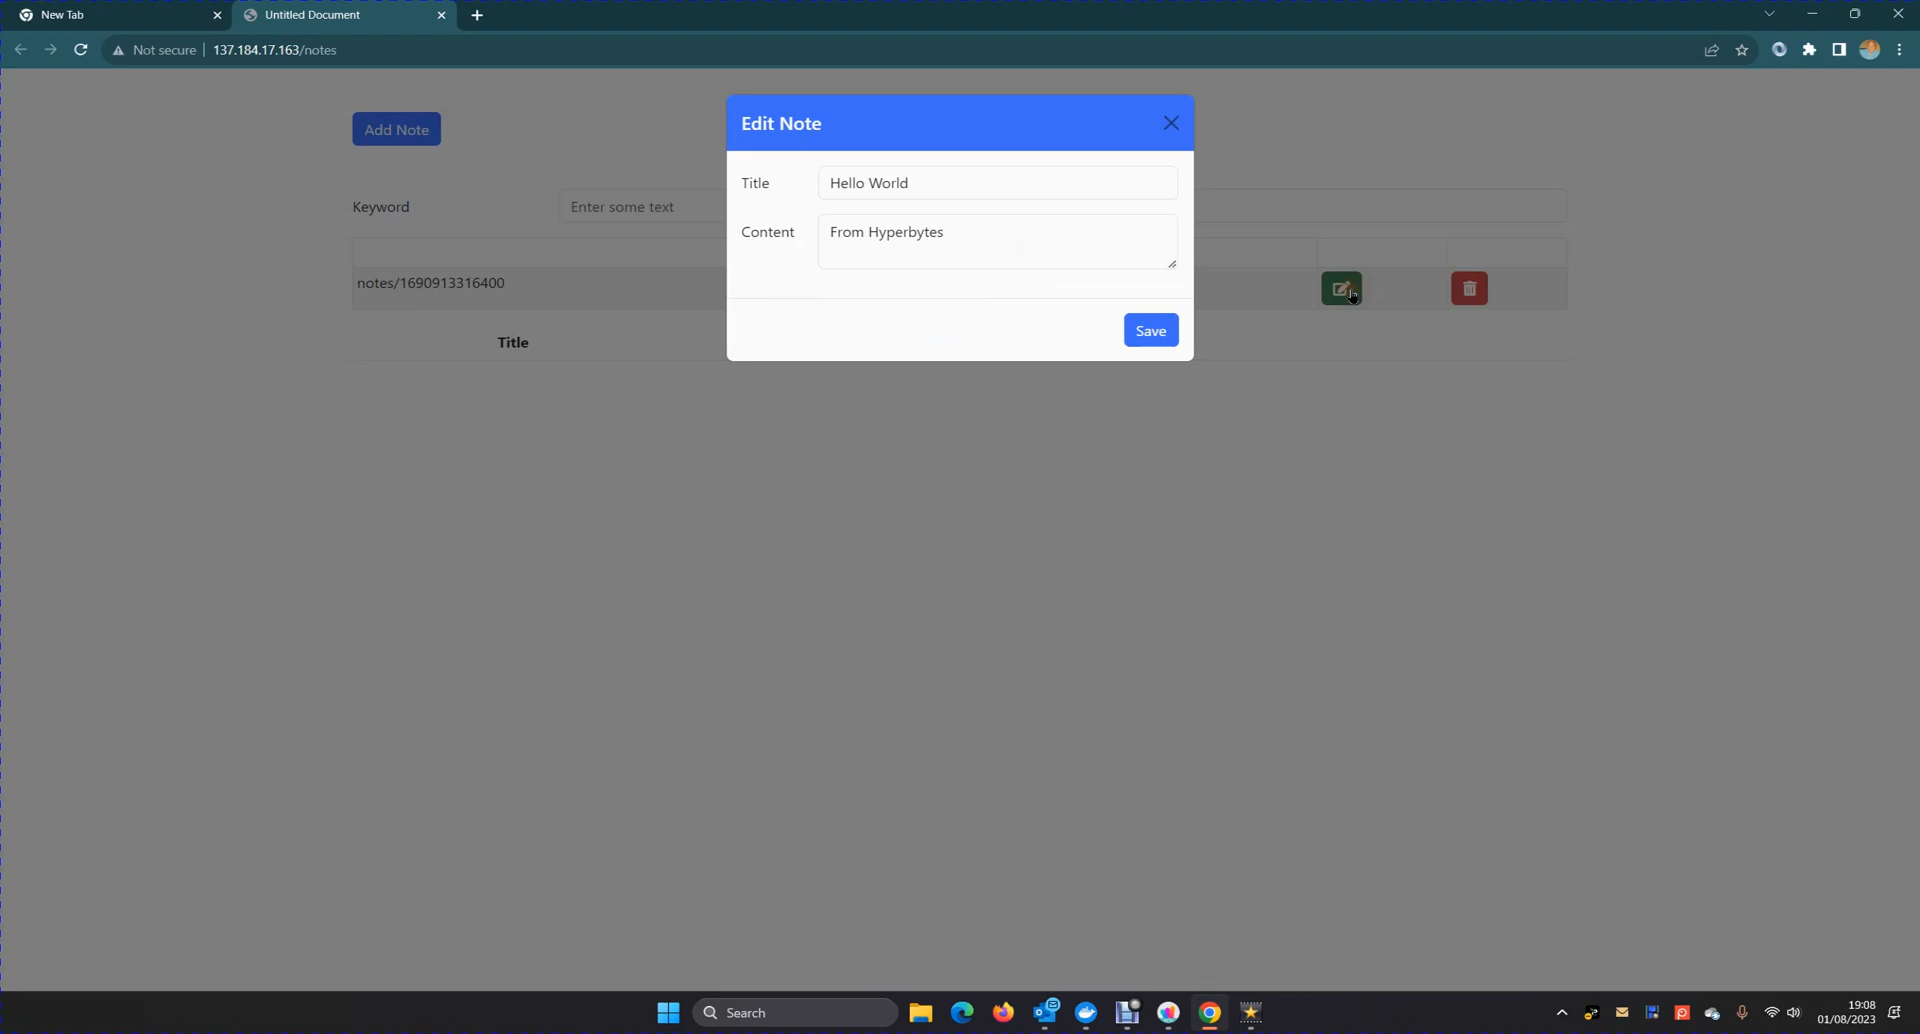 New Tab
Untitled Document
Not secure | 137.184.17.163/notes
Add Note
Edit Note
Title
Hello World
Keyword
Enter some text
Content
From Hyperbytes
notes/1690913316400
Save
Title
Search
19:08
01/08/2023